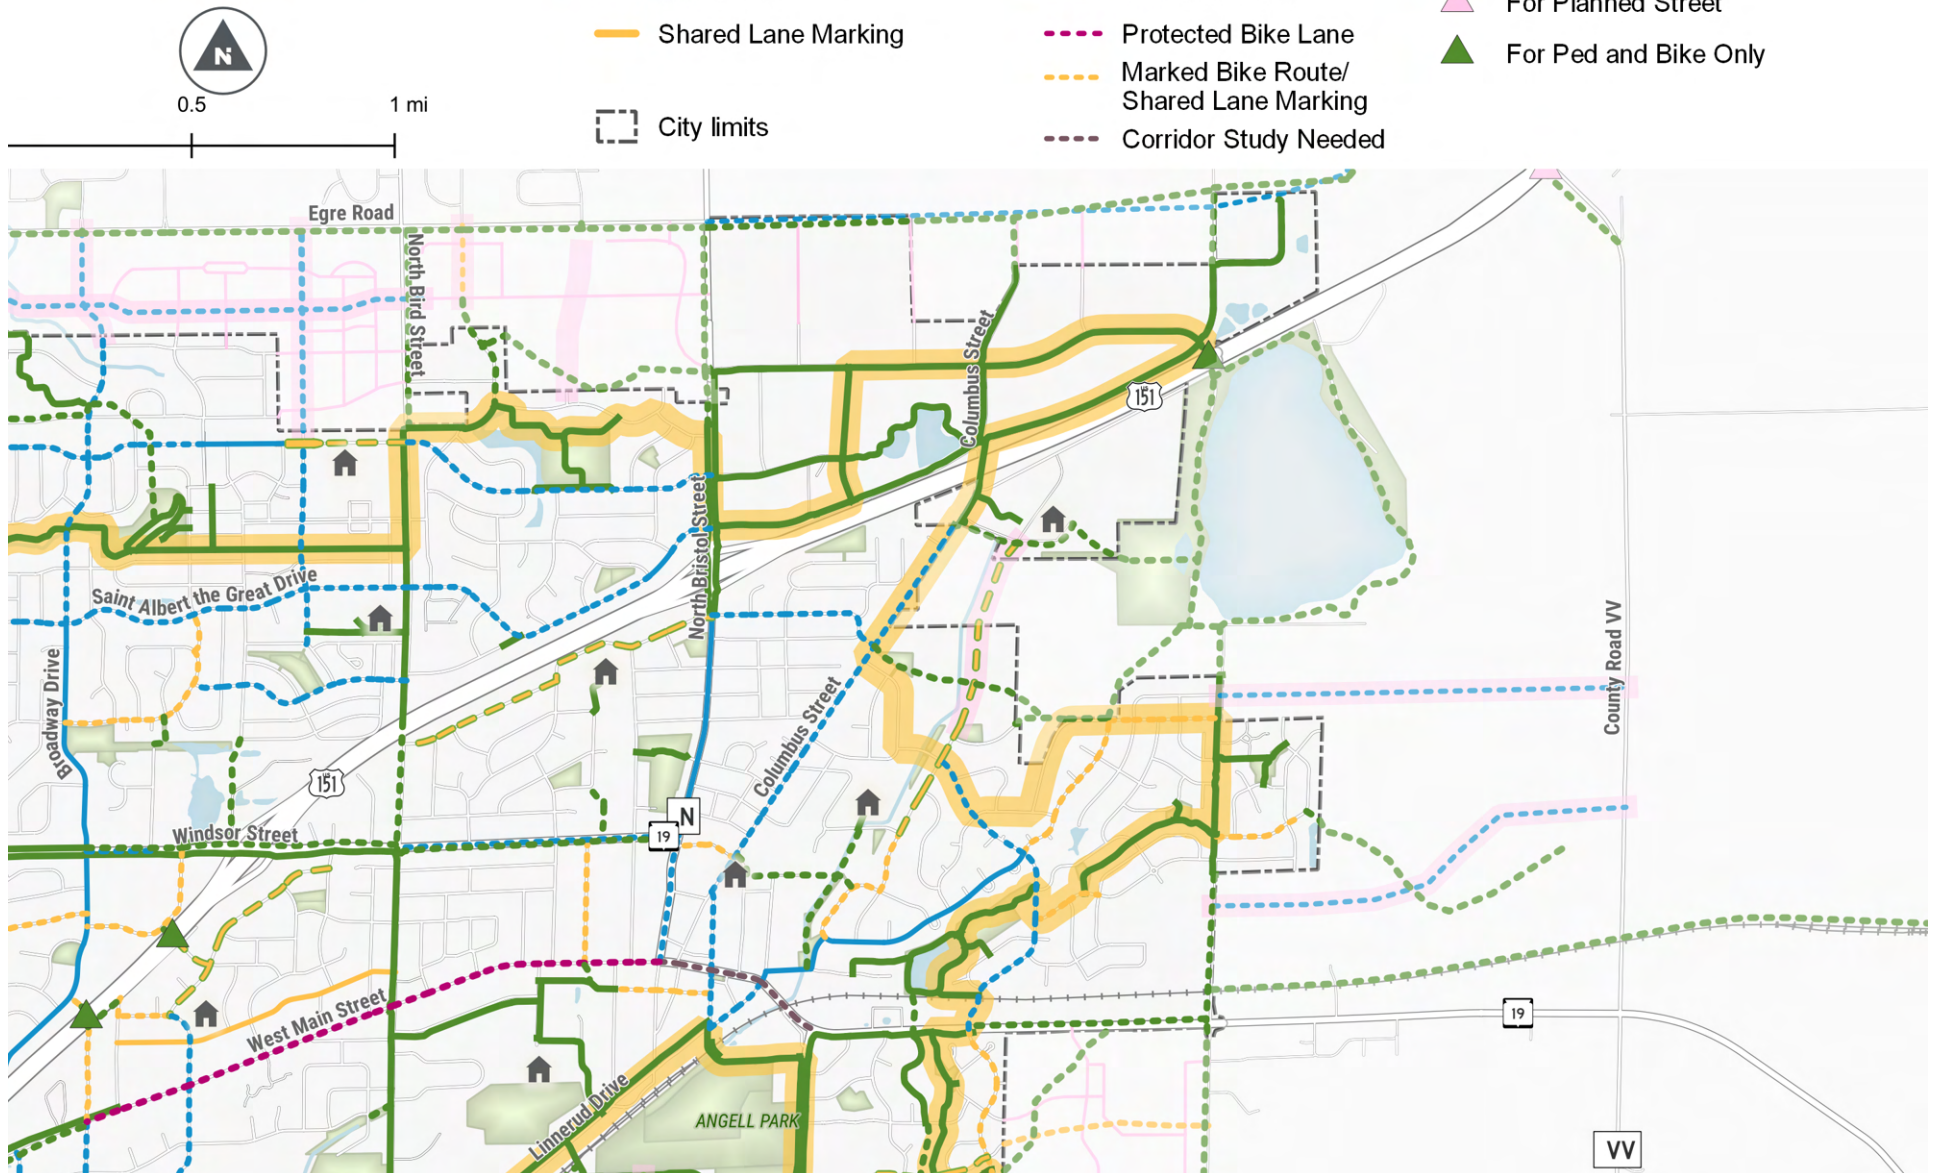 For Planned Street
Shared Lane Marking
Protected Bike Lane
For Ped and Bike Only
N
Marked Bike Route/
Shared Lane Marking
0.5
1 mi
City limits
Corridor Study Needed
Egre Road
North Bird Street
Columbus Street
US
151
North Bristol Street
Saint Albert the Great Drive
County Road VV
Broadway Drive
Columbus Street
US
151
N
Windsor Street
19
West Main Street
19
Linnerud Drive
ANGELL PARK
VV